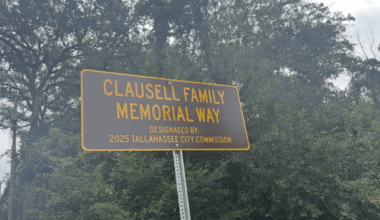 CLAUSELL FAMILY
MEMORIAL WAY
DESIGNATED BY:
2025 TALLAHASSEE CITY COMMISSION